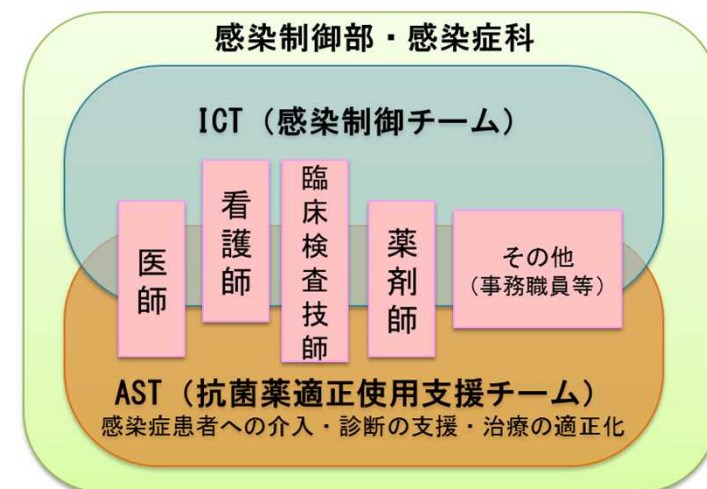 感染制御部・感染症科
ICT（感染制御チーム）
医師
看護師
臨床検査技師
薬剤師
その他
（事務職員等）
AST（抗菌薬適正使用支援チーム）
感染症患者への介入・診断の支援・治療の適正化